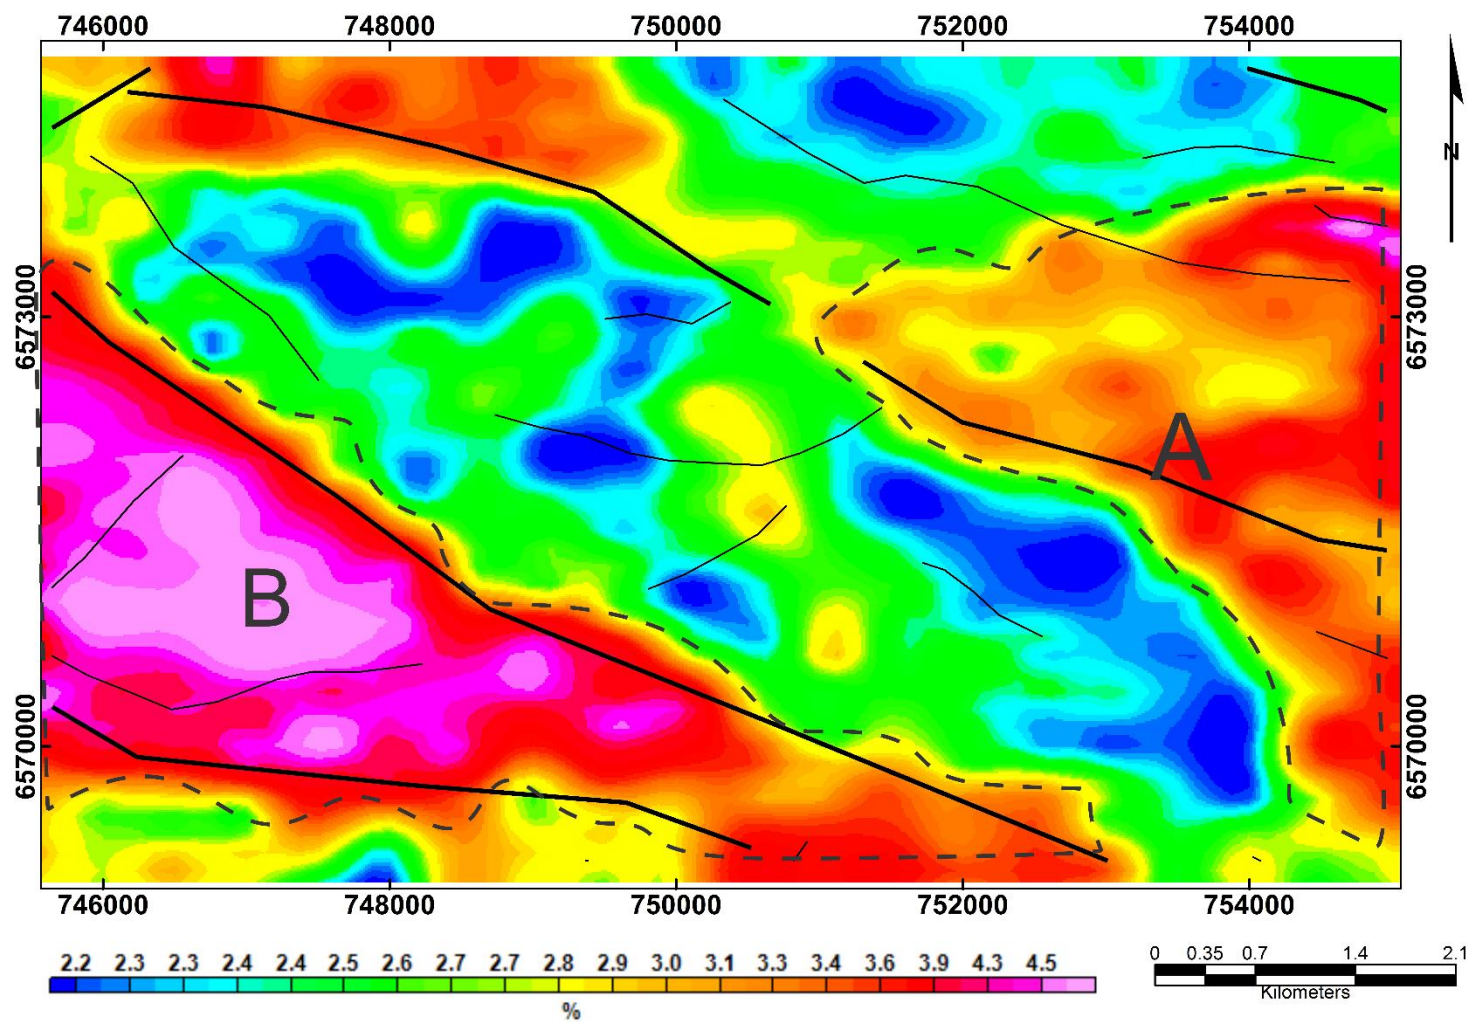 746000 748000 750000 752000 754000
N
6573000 6573000
A
B
6570000 6570000
746000 748000 750000 752000 754000
2.2 2.3 2.3 2.4 2.4 2.5 2.6 2.7 2.7 2.8 2.9 3.0 3.1 3.3 3.4 3.6 3.9 4.3 4.5
%
0 0.35 0.7 1.4 2.1
Kilometers